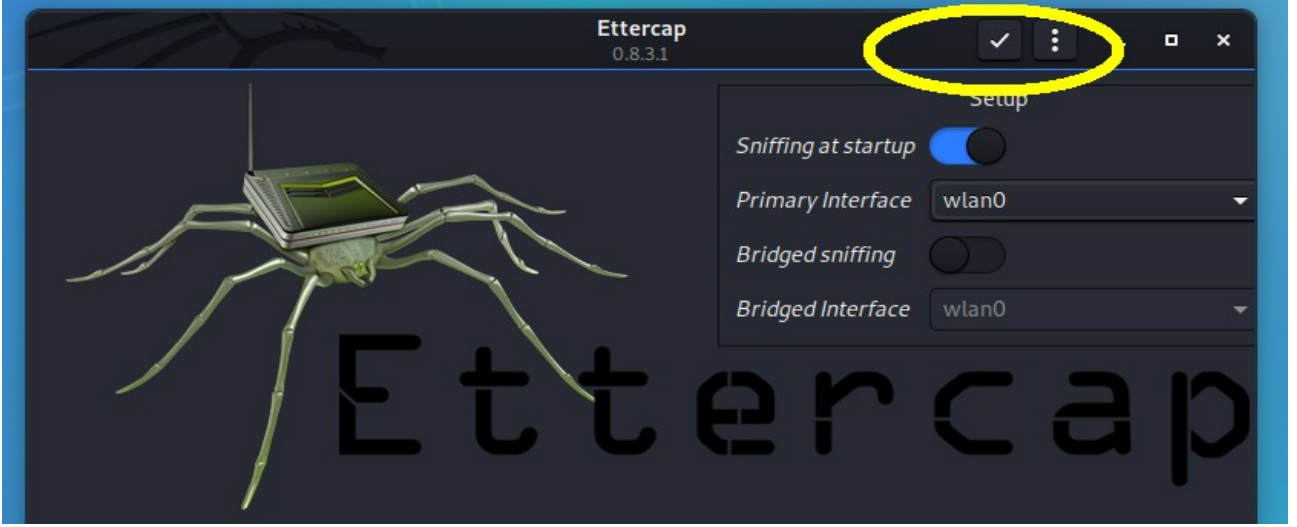 Ettercap
0.8.3.1
Setup
Sniffing at startup
Primary Interface wlan0
Bridged sniffing
Bridged Interface wlan0
Ettercap